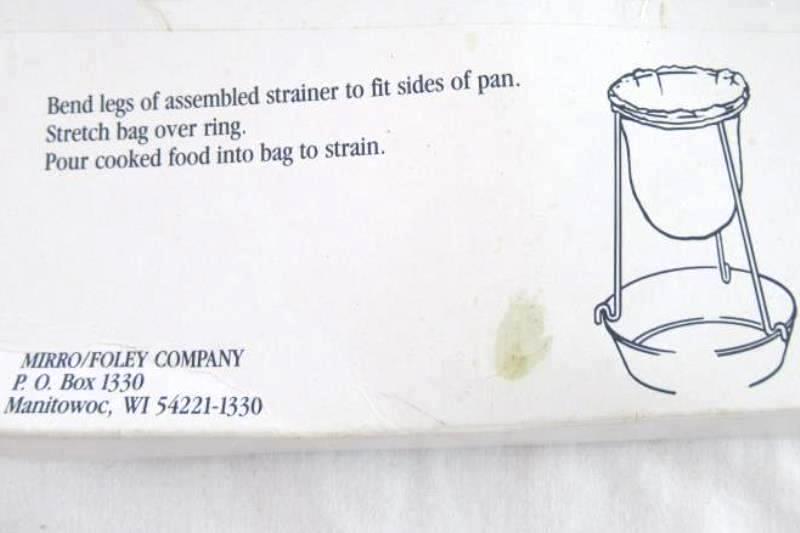 Bend legs of assembled strainer to fit sides of pan.
Stretch bag over ring.
Pour cooked food into bag to strain.
MIRRO/FOLEY COMPANY
P. O. Box 1330
Manitowoc, WI 54221-1330